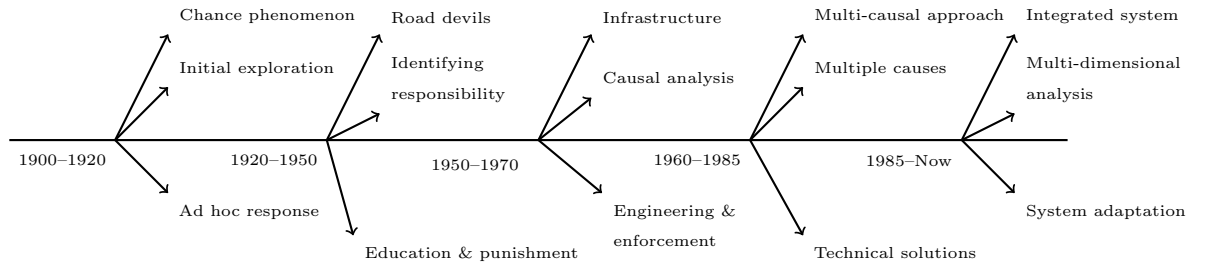 Chance phenomenon
Initial exploration
1900–1920
Ad hoc response
Road devils
Identifying
responsibility
1920–1950
Education & punishment
Infrastructure
Causal analysis
1950–1970
Engineering &
enforcement
Multi-causal approach
Multiple causes
1960–1985
Technical solutions
Integrated system
Multi-dimensional
analysis
1985–Now
System adaptation